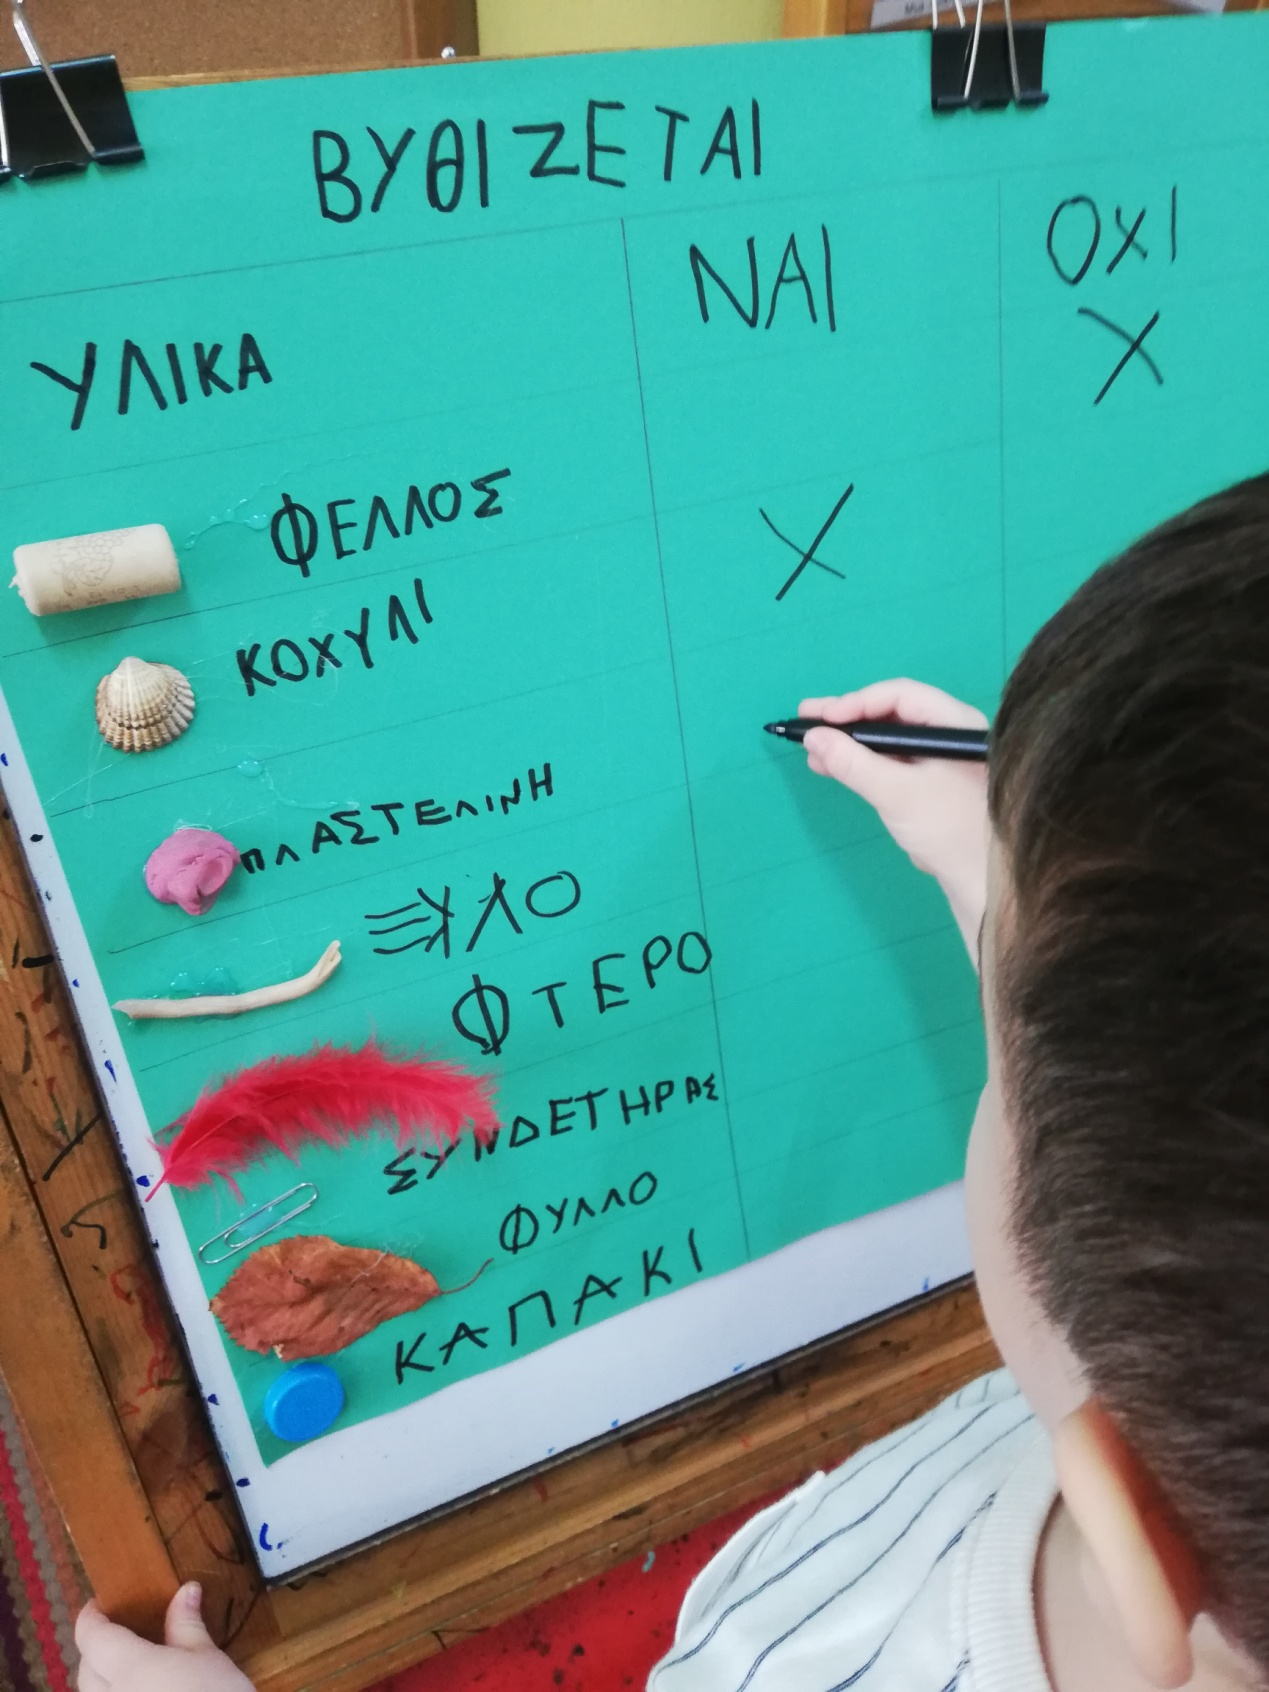 ΒΥΘΙΖΕΤΑΙ
ΥΛΙΚΑ ΝΑΙ ΟΧΙ
ΦΕΛΛΟΣ Χ
ΚΟΧΥΛΙ Χ
ΠΛΑΣΤΕΛΙΝΗ
ΞΥΛΟ
ΦΤΕΡΟ
ΣΥΝΔΕΤΗΡΑΣ
ΦΥΛΛΟ
ΚΑΠΑΚΙ